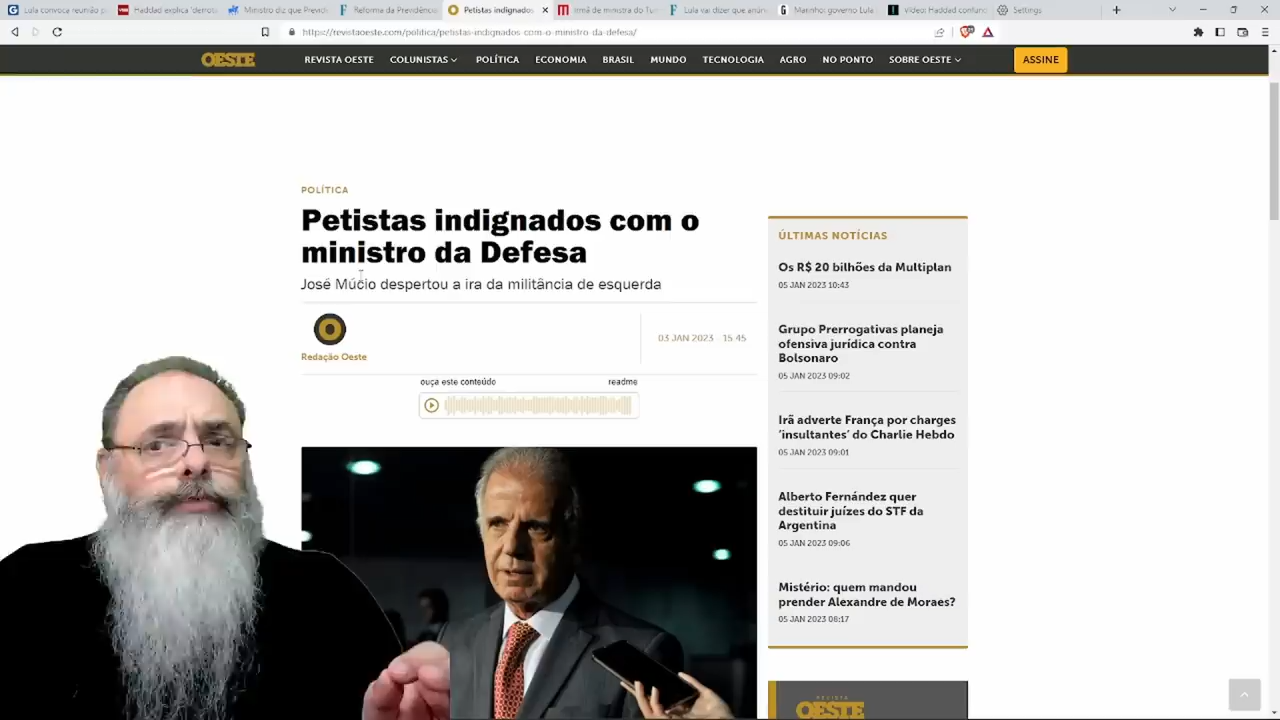 Lula convoca reunião pa
Haddad explica 'demora
Ministro diz que Previd
Reforma da Previdência
Petistas indignados
Irmã de ministra do Tur
Lula vai dizer que anún
Marinho: governo Lula
Vídeo: Haddad confund
Settings
https://revistaoeste.com/politica/petistas-indignados-com-o-ministro-da-defesa/
OESTE
REVISTA OESTE
COLUNISTAS
POLÍTICA
ECONOMIA
BRASIL
MUNDO
TECNOLOGIA
AGRO
NO PONTO
SOBRE OESTE
ASSINE
POLÍTICA
Petistas indignados com o
ministro da Defesa
José Múcio despertou a ira da militância de esquerda
Redação Oeste
03 JAN 2023 - 15:45
ouça este conteúdo
readme
ÚLTIMAS NOTÍCIAS
Os R$ 20 bilhões da Multiplan
05 JAN 2023 10:43
Grupo Prerrogativas planeja
ofensiva jurídica contra
Bolsonaro
05 JAN 2023 09:02
Irã adverte França por charges
'insultantes' do Charlie Hebdo
05 JAN 2023 09:01
Alberto Fernández quer
destituir juízes do STF da
Argentina
05 JAN 2023 09:06
Mistério: quem mandou
prender Alexandre de Moraes?
05 JAN 2023 08:17
REVISTA
OESTE